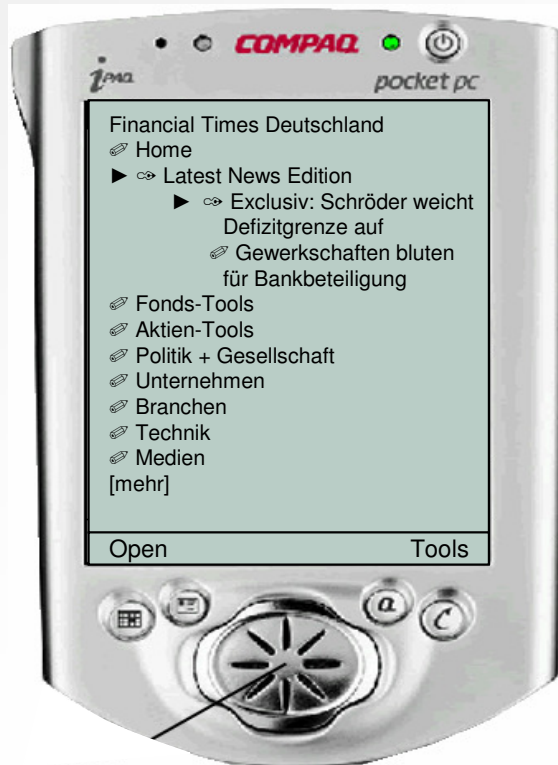 COMPAQ
iPAQ pocket pc
Financial Times Deutschland
Home
Latest News Edition
Exclusiv: Schröder weicht
Defizitgrenze auf
Gewerkschaften bluten
für Bankbeteiligung
Fonds-Tools
Aktien-Tools
Politik + Gesellschaft
Unternehmen
Branchen
Technik
Medien
[mehr]
Open Tools